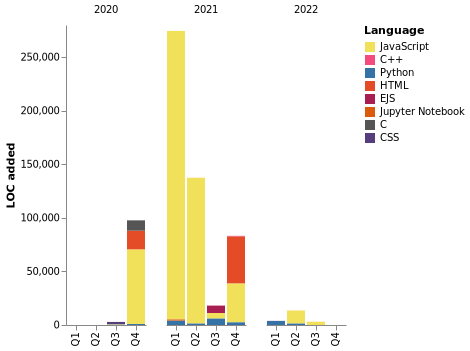 2020 2021 2022
Language
JavaScript
C++
Python
HTML
EJS
Jupyter Notebook
C
CSS
LOC added
250,000
200,000
150,000
100,000
50,000
0
Q1 Q2 Q3 Q4 Q1 Q2 Q3 Q4 Q1 Q2 Q3 Q4